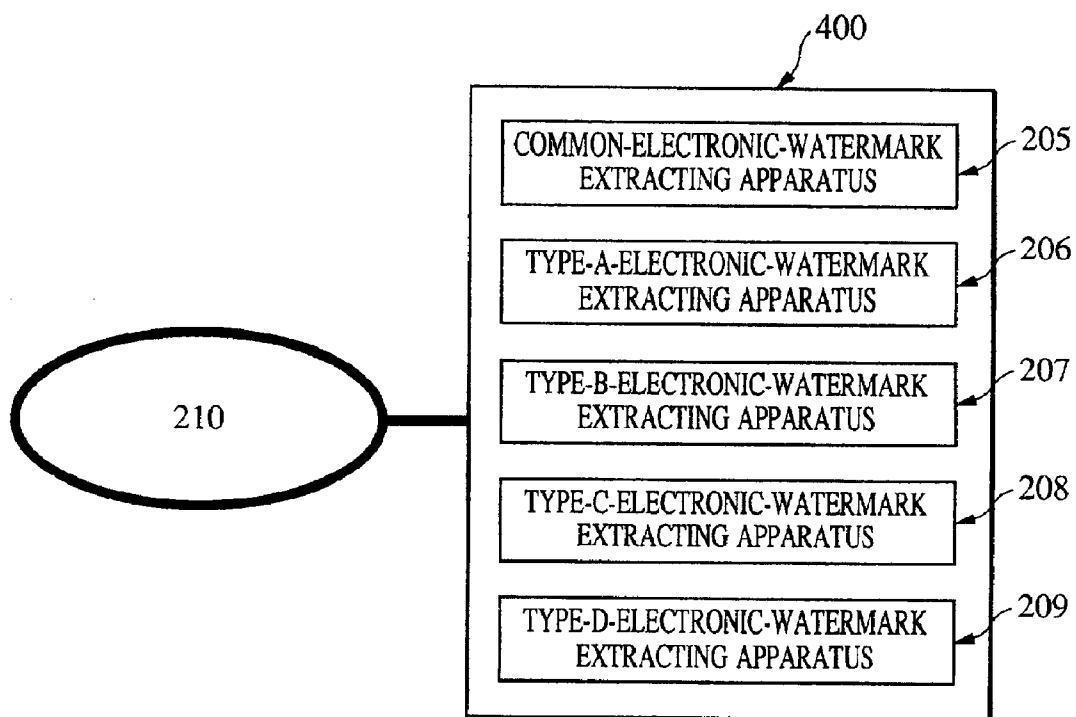 400
COMMON-ELECTRONIC-WATERMARK
EXTRACTING APPARATUS
205
TYPE-A-ELECTRONIC-WATERMARK
EXTRACTING APPARATUS
206
TYPE-B-ELECTRONIC-WATERMARK
EXTRACTING APPARATUS
207
210
TYPE-C-ELECTRONIC-WATERMARK
EXTRACTING APPARATUS
208
TYPE-D-ELECTRONIC-WATERMARK
EXTRACTING APPARATUS
209